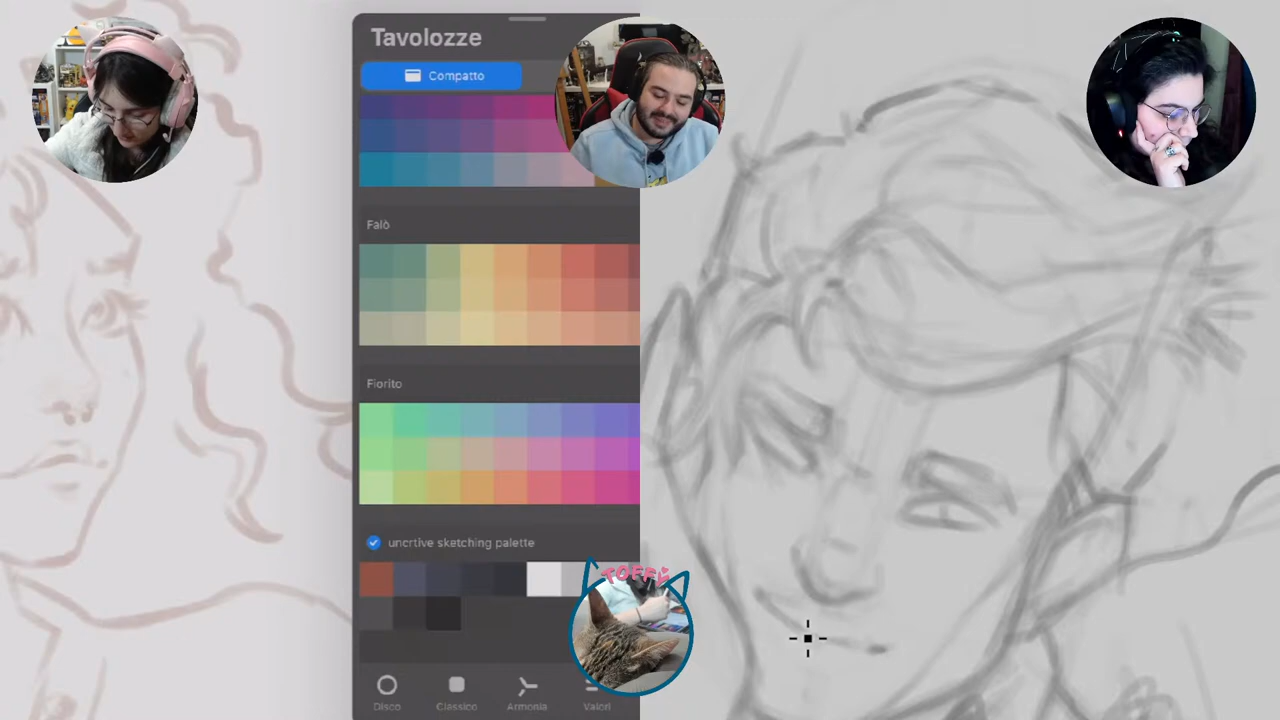 Tavolozze
Compatto
Falò
Fiorito
uncrtive sketching palette
TOFFY
Disco
Classico
Armonia
Valori